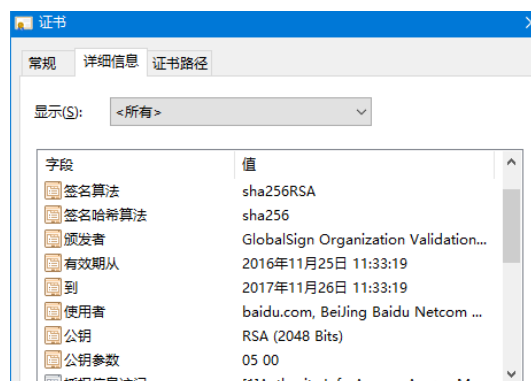 证书
常规 详细信息 证书路径
显示(S): <所有>
字段 值
签名算法 sha256RSA
签名哈希算法 sha256
颁发者 GlobalSign Organization Validation...
有效期从 2016年11月25日 11:33:19
到 2017年11月26日 11:33:19
使用者 baidu.com, BeiJing Baidu Netcom ...
公钥 RSA (2048 Bits)
公钥参数 05 00